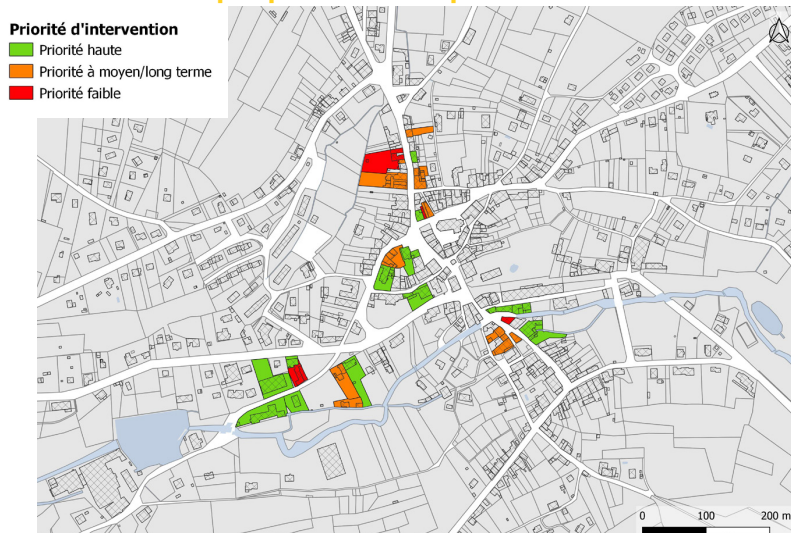 Priorité d'intervention
Priorité haute
Priorité à moyen/long terme
Priorité faible
0 100 200 m